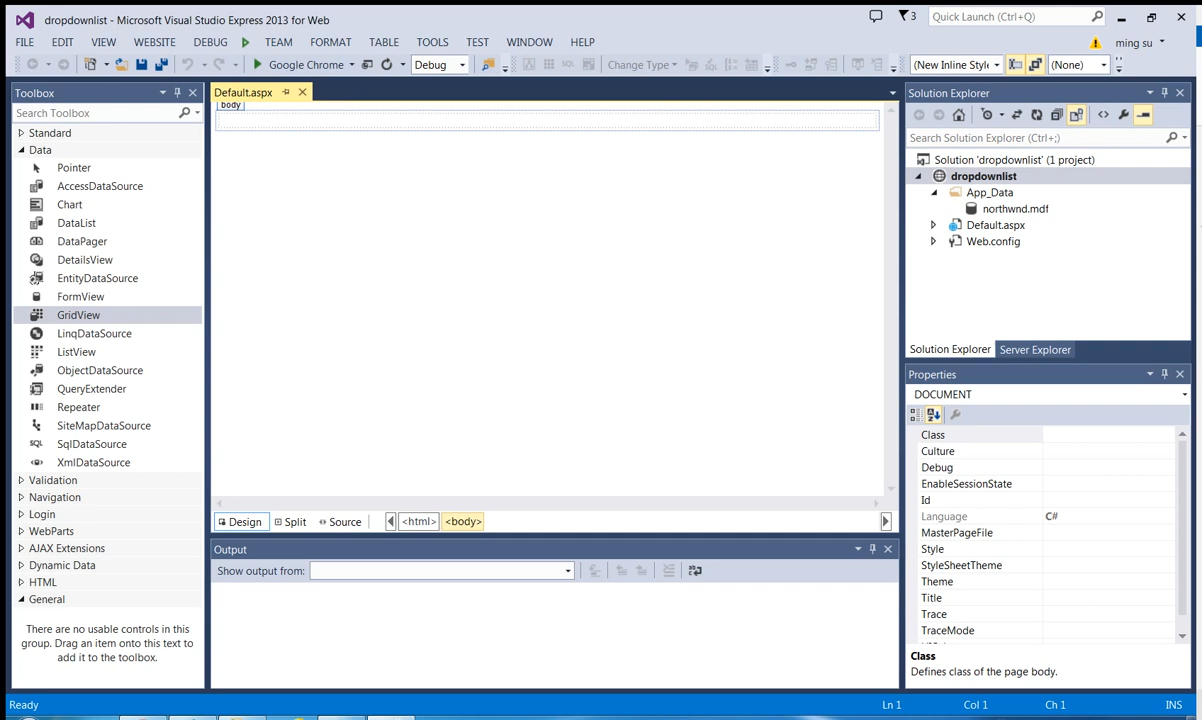 dropdownlist - Microsoft Visual Studio Express 2013 for Web
3
Quick Launch (Ctrl+Q)
FILE EDIT VIEW WEBSITE DEBUG TEAM FORMAT TABLE TOOLS TEST WINDOW HELP
ming su
Google Chrome Debug SQL Change Type (New Inline Style (None)
Toolbox
Search Toolbox
Standard
Data
Pointer
AccessDataSource
Chart
DataList
DataPager
DetailsView
EntityDataSource
FormView
GridView
LinqDataSource
ListView
ObjectDataSource
QueryExtender
Repeater
SiteMapDataSource
SQL SqlDataSource
XmlDataSource
Validation
Navigation
Login
WebParts
AJAX Extensions
Dynamic Data
HTML
General
There are no usable controls in this
group. Drag an item onto this text to
add it to the toolbox.
Default.aspx
body
Design Split Source <html> <body>
Output
Show output from:
Solution Explorer
Search Solution Explorer (Ctrl+;)
Solution 'dropdownlist' (1 project)
dropdownlist
App_Data
northwnd.mdf
Default.aspx
Web.config
Solution Explorer Server Explorer
Properties
DOCUMENT
Class
Culture
Debug
EnableSessionState
Id
Language C#
MasterPageFile
Style
StyleSheetTheme
Theme
Title
Trace
TraceMode
Class
Defines class of the page body.
Ready Ln 1 Col 1 Ch 1 INS